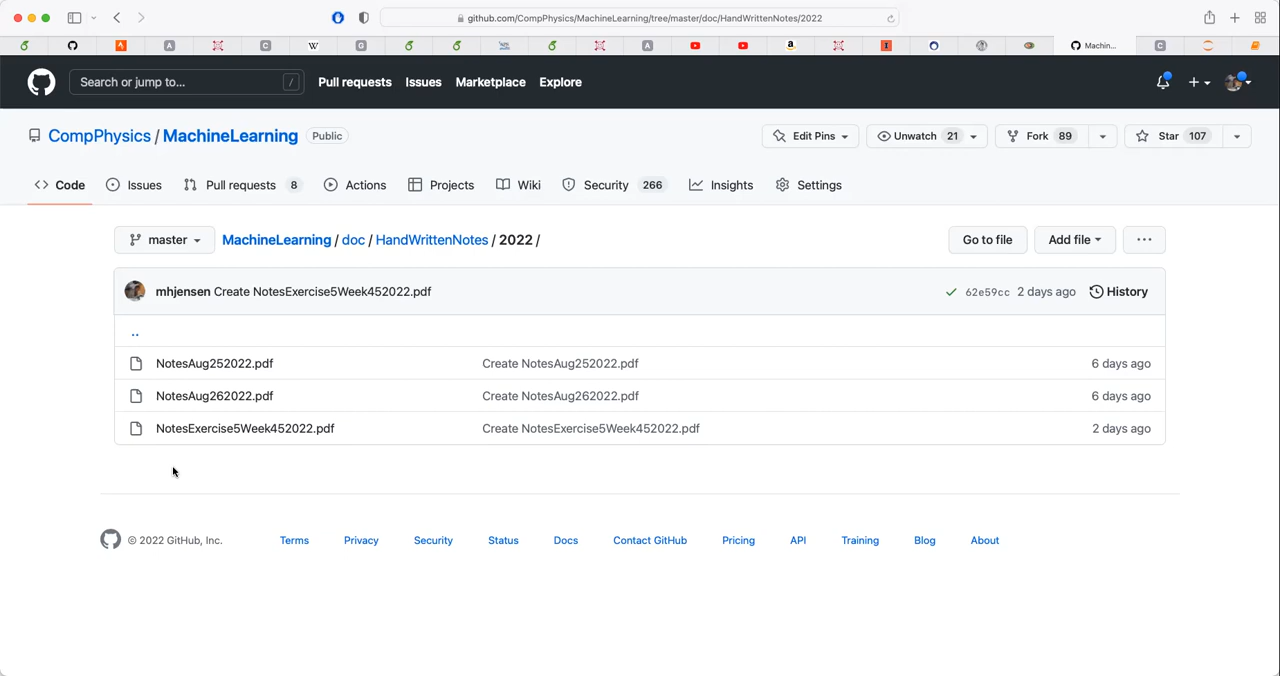 github.com/CompPhysics/MachineLearning/tree/master/doc/HandWrittenNotes/2022
A
C
W
G
A
a
I
Machin...
C
Search or jump to... /
Pull requests Issues Marketplace Explore
CompPhysics / MachineLearning Public
Edit Pins Unwatch 21 Fork 89 Star 107
Code Issues Pull requests 8 Actions Projects Wiki Security 266 Insights Settings
master MachineLearning / doc / HandWrittenNotes / 2022 / Go to file Add file ...
mhjensen Create NotesExercise5Week452022.pdf 62e59cc 2 days ago History
..
NotesAug252022.pdf Create NotesAug252022.pdf 6 days ago
NotesAug262022.pdf Create NotesAug262022.pdf 6 days ago
NotesExercise5Week452022.pdf Create NotesExercise5Week452022.pdf 2 days ago
© 2022 GitHub, Inc. Terms Privacy Security Status Docs Contact GitHub Pricing API Training Blog About